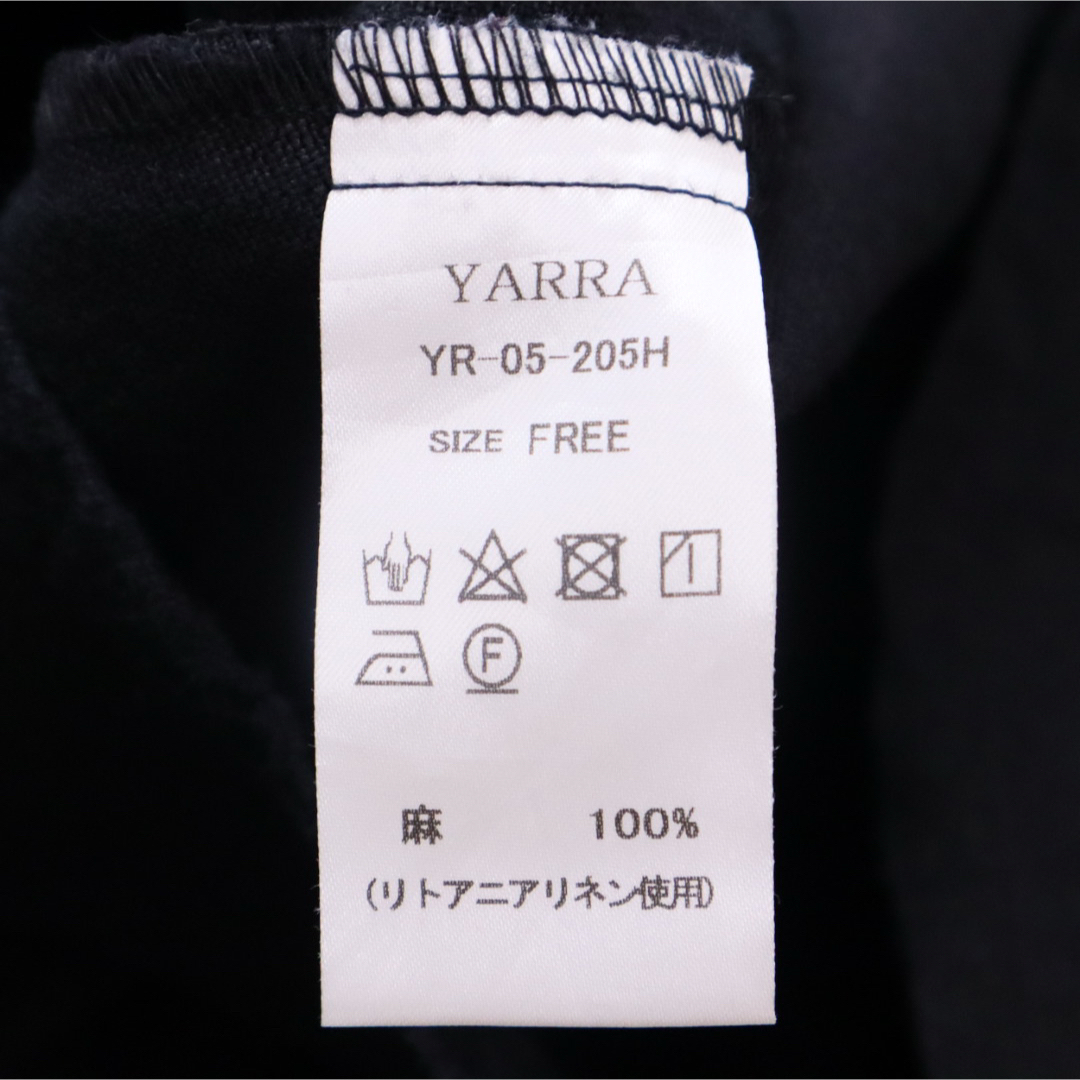 YARRA
YR-05-205H
SIZE FREE
F
麻 100%
(リトアニアリネン使用)